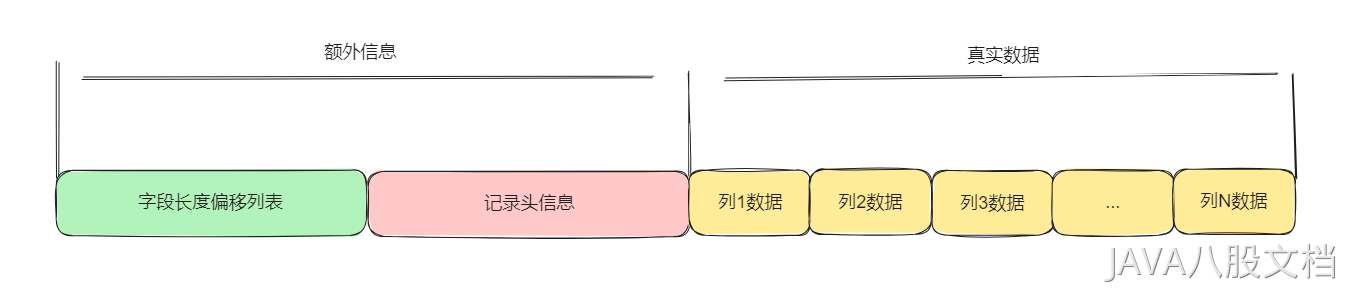 额外信息
真实数据
字段长度偏移列表
记录头信息
列1数据
列2数据
列3数据
...
列N数据
JAVA八股文档